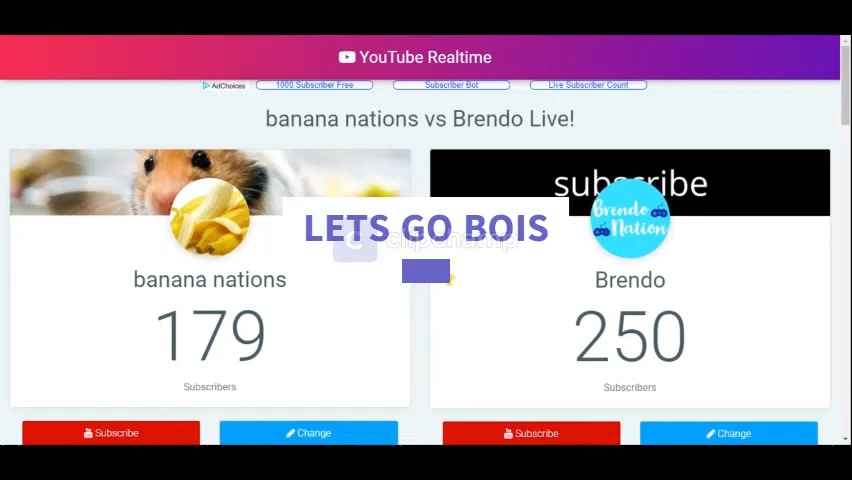 YouTube Realtime
AdChoices
1000 Subscriber Free
Subscriber Bot
Live Subscriber Count
banana nations vs Brendo Live!
subscribe
Brendo
Nation
LETS GO BOIS
C clipchamp
banana nations
Brendo
179
250
Subscribers
Subscribers
Subscribe
Change
Subscribe
Change